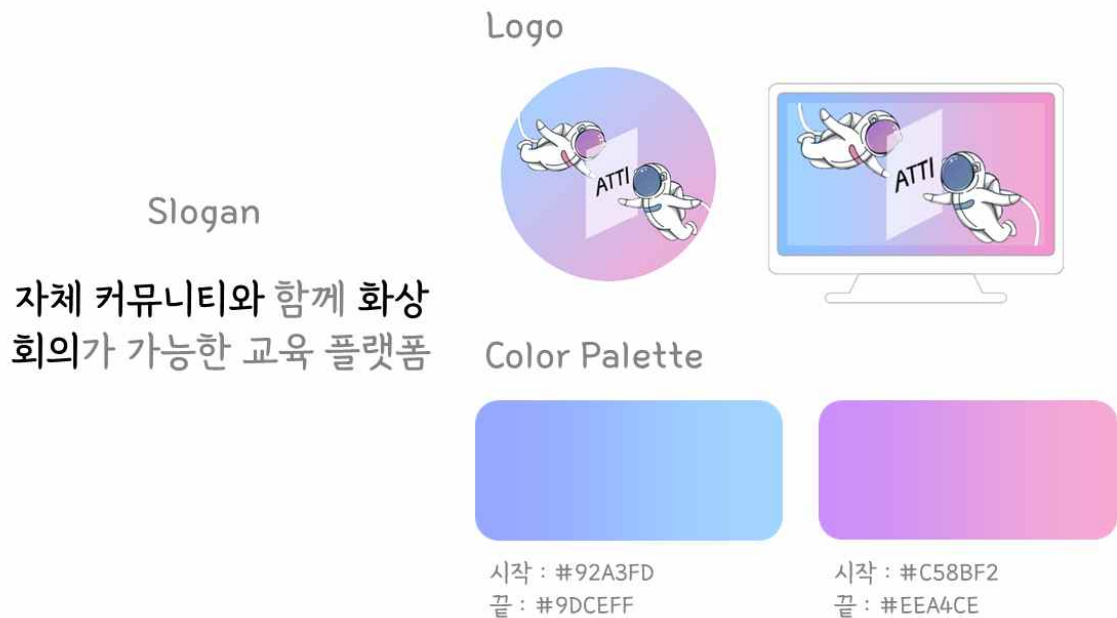 Slogan
자체 커뮤니티와 함께 화상
회의가 가능한 교육 플랫폼
Logo
ATTI
ATTI
Color Palette
시작 : #92A3FD
끝 : #9DCEFF
시작 : #C58BF2
끝 : #EEA4CE